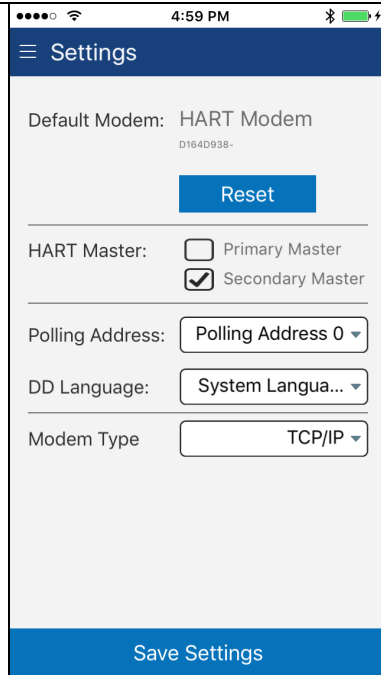 4:59 PM
Settings
Default Modem: HART Modem
D164D938-
Reset
HART Master: Primary Master
Secondary Master
Polling Address: Polling Address 0
DD Language: System Langua...
Modem Type TCP/IP
Save Settings